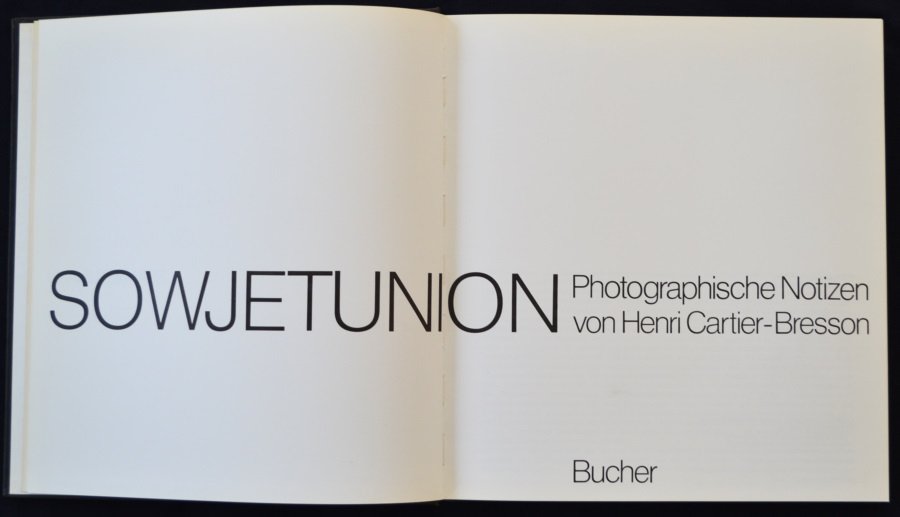 SOWJETUNION
Photographische Notizen
von Henri Cartier-Bresson
Bucher